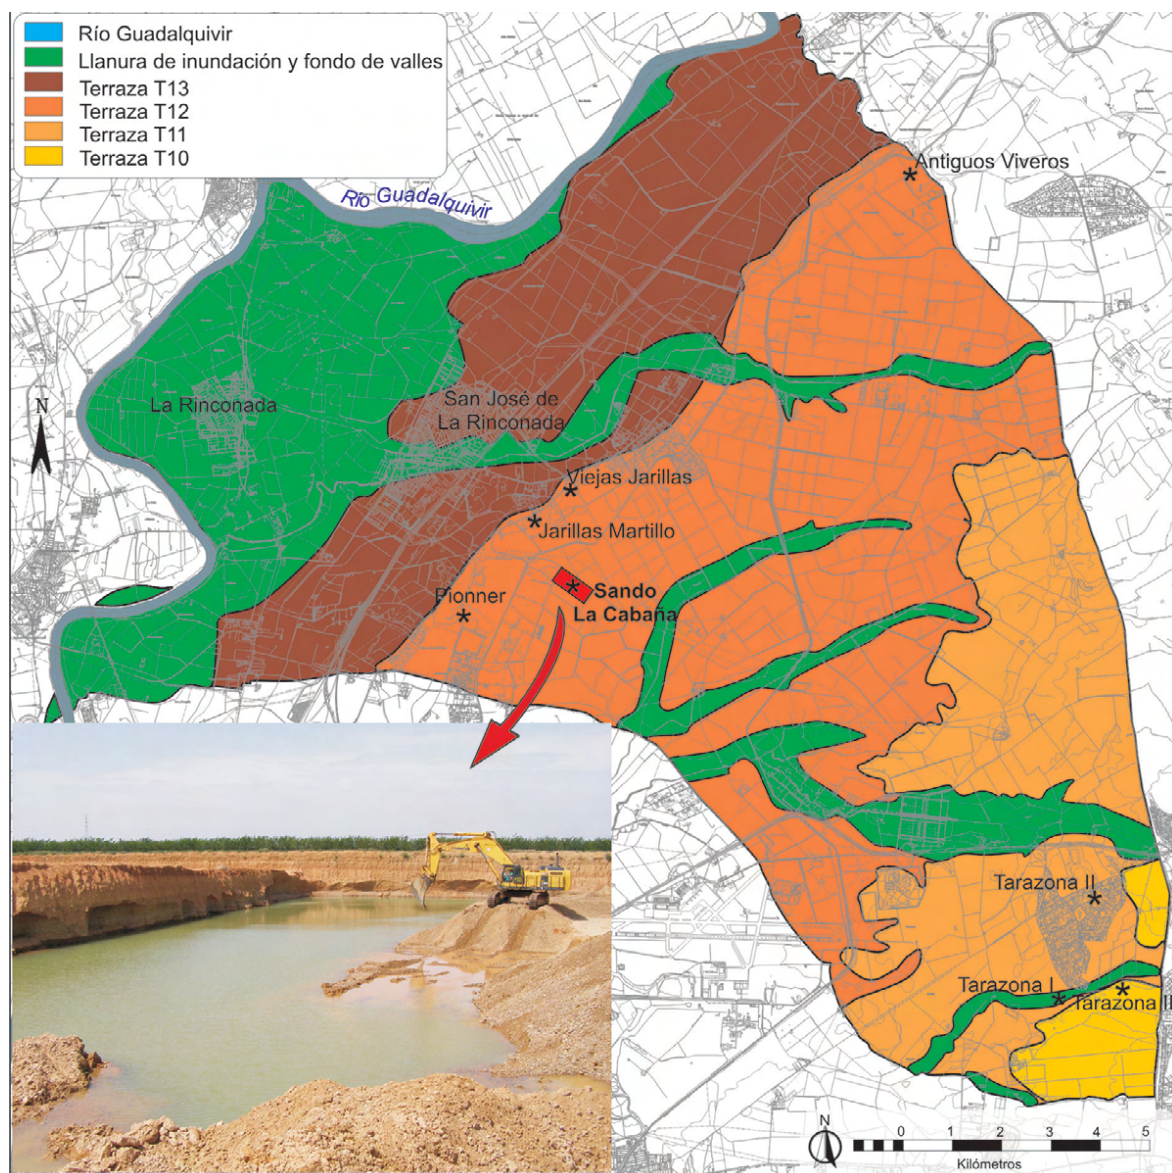 Río Guadalquivir
Llanura de inundación y fondo de valles
Terraza T13
Terraza T12
Terraza T11
Terraza T10
Antiguos Viveros
Río Guadalquivir
La Rinconada
San José de
La Rinconada
N
Viejas Jarillas
Jarillas Martillo
Sando
La Cabaña
Pionner
Tarazona II
Tarazona I
Tarazona II
N
0 1 2 3 4 5
Kilómetros